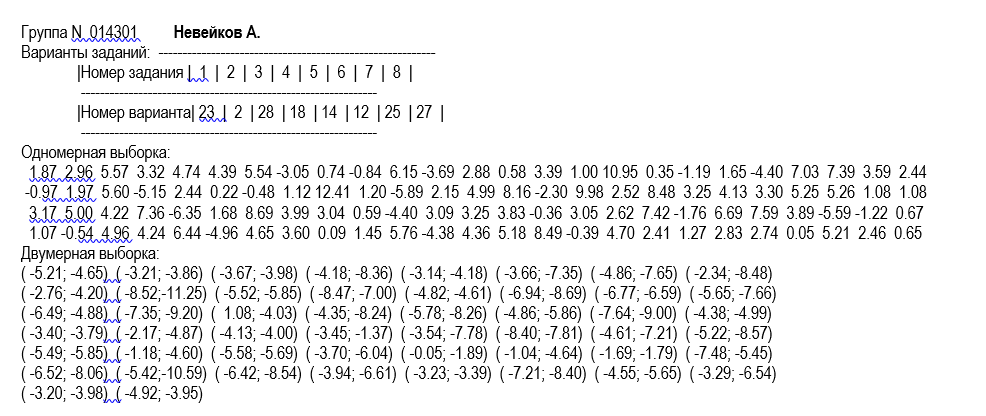 Группа N 014301 Невейков А.
Варианты заданий: ----------------------------------------------------------
|Номер задания | 1 | 2 | 3 | 4 | 5 | 6 | 7 | 8 |
--------------------------------------------------------------
|Номер варианта| 23 | 2 | 28 | 18 | 14 | 12 | 25 | 27 |
--------------------------------------------------------------
Одномерная выборка:
1.87 2.96 5.57 3.32 4.74 4.39 5.54 -3.05 0.74 -0.84 6.15 -3.69 2.88 0.58 3.39 1.00 10.95 0.35 -1.19 1.65 -4.40 7.03 7.39 3.59 2.44
-0.97 1.97 5.60 -5.15 2.44 0.22 -0.48 1.12 12.41 1.20 -5.89 2.15 4.99 8.16 -2.30 9.98 2.52 8.48 3.25 4.13 3.30 5.25 5.26 1.08 1.08
3.17 5.00 4.22 7.36 -6.35 1.68 8.69 3.99 3.04 0.59 -4.40 3.09 3.25 3.83 -0.36 3.05 2.62 7.42 -1.76 6.69 7.59 3.89 -5.59 -1.22 0.67
1.07 -0.54 4.96 4.24 6.44 -4.96 4.65 3.60 0.09 1.45 5.76 -4.38 4.36 5.18 8.49 -0.39 4.70 2.41 1.27 2.83 2.74 0.05 5.21 2.46 0.65
Двумерная выборка:
( -5.21; -4.65) ( -3.21; -3.86) ( -3.67; -3.98) ( -4.18; -8.36) ( -3.14; -4.18) ( -3.66; -7.35) ( -4.86; -7.65) ( -2.34; -8.48)
( -2.76; -4.20) ( -8.52;-11.25) ( -5.52; -5.85) ( -8.47; -7.00) ( -4.82; -4.61) ( -6.94; -8.69) ( -6.77; -6.59) ( -5.65; -7.66)
( -6.49; -4.88) ( -7.35; -9.20) ( 1.08; -4.03) ( -4.35; -8.24) ( -5.78; -8.26) ( -4.86; -5.86) ( -7.64; -9.00) ( -4.38; -4.99)
( -3.40; -3.79) ( -2.17; -4.87) ( -4.13; -4.00) ( -3.45; -1.37) ( -3.54; -7.78) ( -8.40; -7.81) ( -4.61; -7.21) ( -5.22; -8.57)
( -5.49; -5.85) ( -1.18; -4.60) ( -5.58; -5.69) ( -3.70; -6.04) ( -0.05; -1.89) ( -1.04; -4.64) ( -1.69; -1.79) ( -7.48; -5.45)
( -6.52; -8.06) ( -5.42;-10.59) ( -6.42; -8.54) ( -3.94; -6.61) ( -3.23; -3.39) ( -7.21; -8.40) ( -4.55; -5.65) ( -3.29; -6.54)
( -3.20; -3.98) ( -4.92; -3.95)